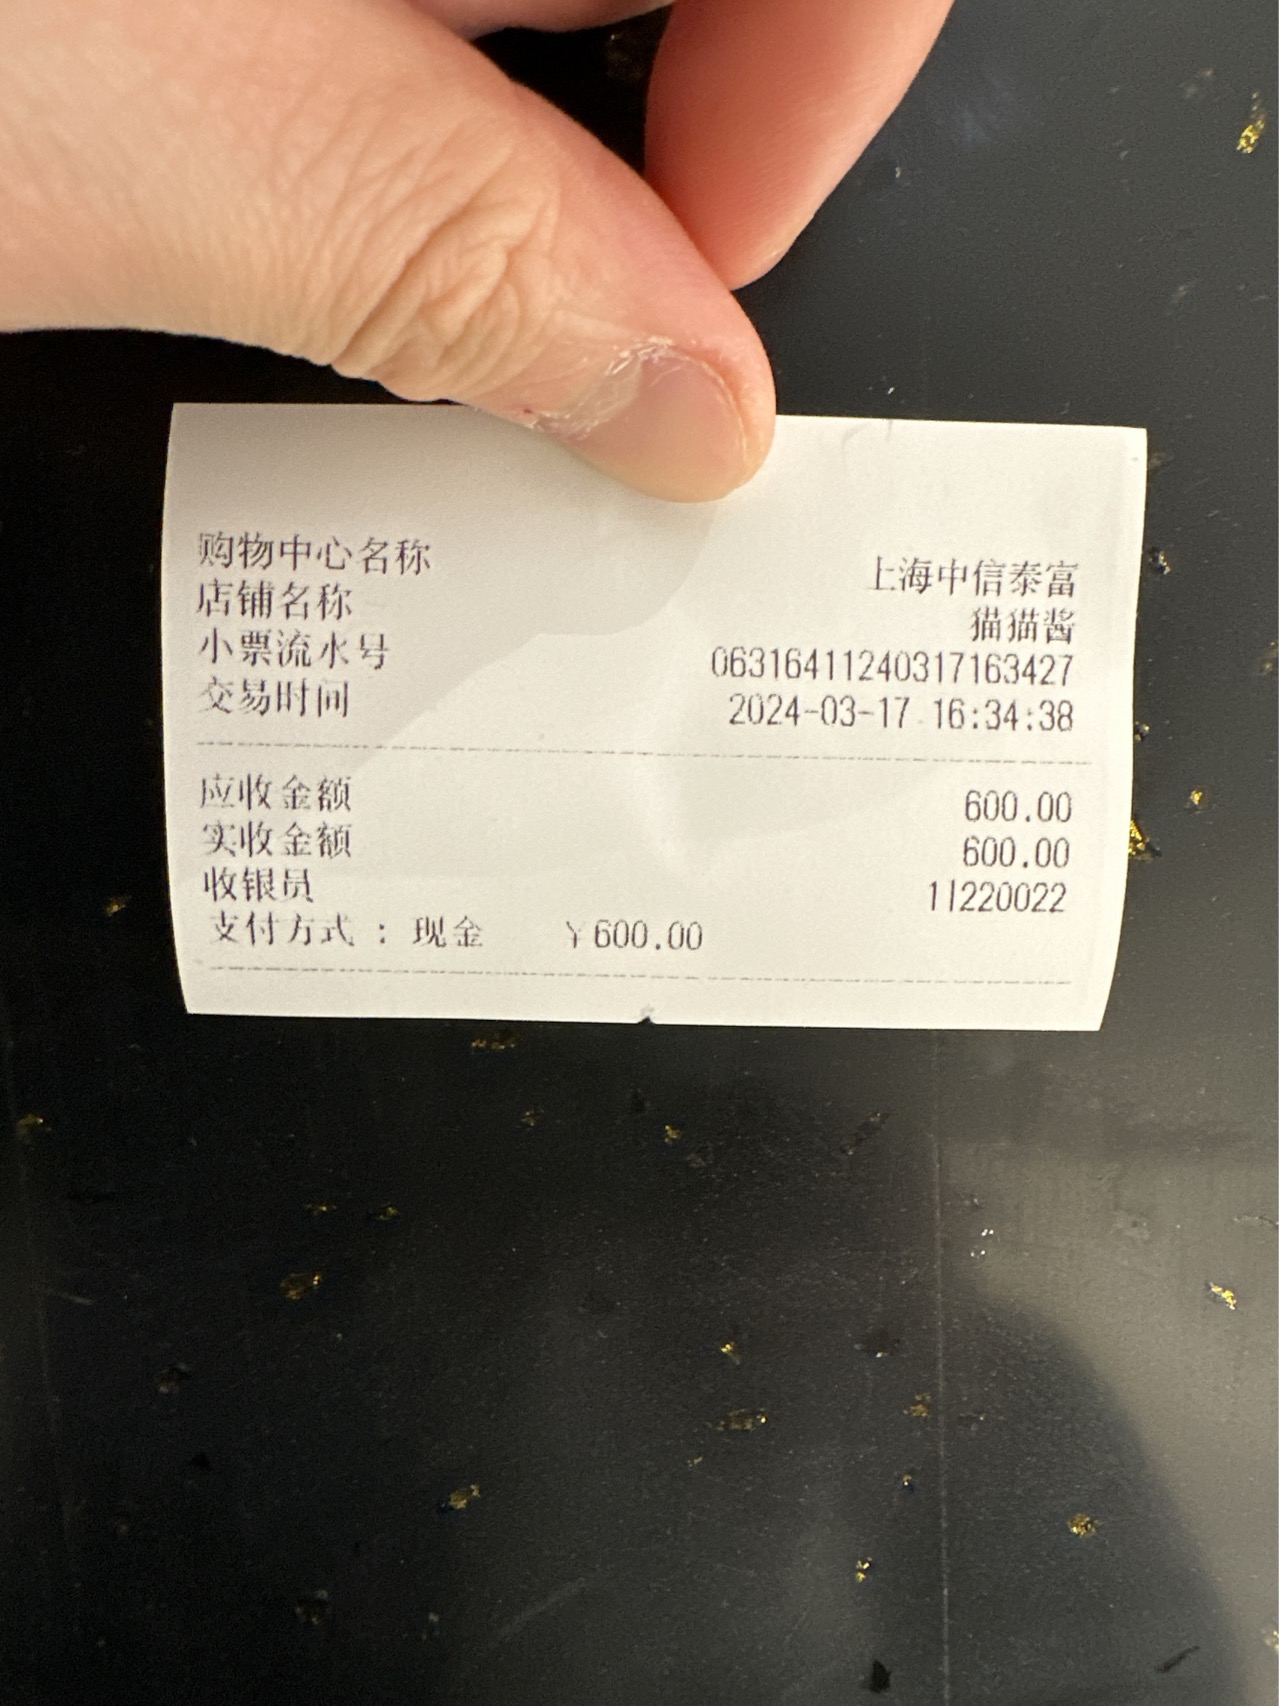 购物中心名称 上海中信泰富
店铺名称 猫猫酱
小票流水号 06316411240317163427
交易时间 2024-03-17 16:34:38
应收金额 600.00
实收金额 600.00
收银员 1|220022
支付方式 : 现金 ¥600.00